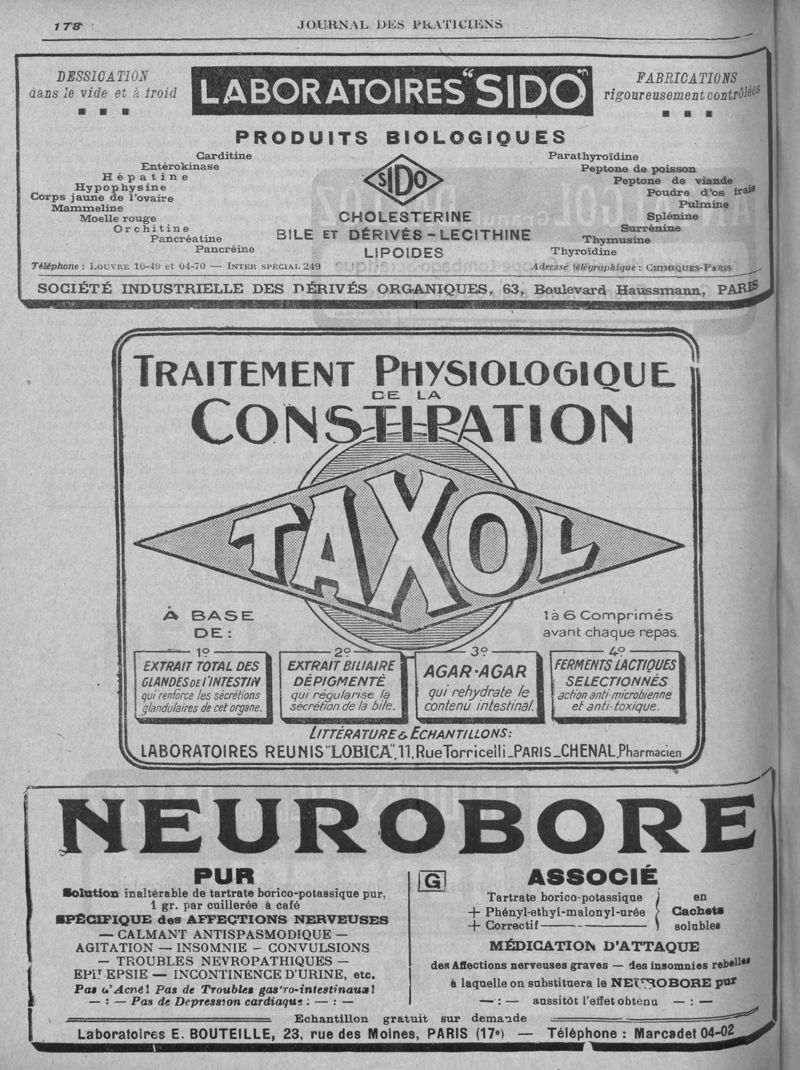 178
JOURNAL DES PRATICIENS
DESSICATION
dans le vide et à froid
LABORATOIRES "SIDO"
FABRICATIONS
rigoureusement contrôlées
PRODUITS BIOLOGIQUES
Carditine
Entérokinase
Hépatine
Hypophysine
Corps jaune de l'ovaire
Mammeline
Moelle rouge
Orchitine
Pancréatine
Pancréine
SIDO
CHOLESTERINE
BILE ET DÉRIVÉS - LECITHINE
LIPOIDES
Parathyroïdine
Peptone de poisson
Peptone de viande
Poudre d'os frais
Pulmine
Splénine
Surrénine
Thymusine
Thyroïdine
Téléphone : LOUVRE 16-49 et 04-70 — INTER SPÉCIAL 249
Adresse télégraphique : CHIMIQUES-PARIS
SOCIÉTÉ INDUSTRIELLE DES DÉRIVÉS ORGANIQUES, 63, Boulevard Haussmann, PARIS
TRAITEMENT PHYSIOLOGIQUE
DE LA
CONSTIPATION
TAXOL
À BASE
DE :
1 à 6 Comprimés
avant chaque repas.
1º
EXTRAIT TOTAL DES
GLANDES DE L'INTESTIN
qui renforce les sécrétions
glandulaires de cet organe.
2º
EXTRAIT BILIAIRE
DÉPIGMENTÉ
qui régularise la
sécrétion de la bile.
3º
AGAR-AGAR
qui rehydrate le
contenu intestinal.
4º
FERMENTS LACTIQUES
SELECTIONNÉS
action anti-microbienne
et anti-toxique.
LITTÉRATURE & ECHANTILLONS :
LABORATOIRES REUNIS "LOBICA", 11, Rue Torricelli_PARIS_CHENAL, Pharmacien
NEUROBORE
PUR
Solution inaltérable de tartrate borico-potassique pur,
1 gr. par cuillerée à café
SPÉCIFIQUE des AFFECTIONS NERVEUSES
— CALMANT ANTISPASMODIQUE —
AGITATION — INSOMNIE — CONVULSIONS
— TROUBLES NEVROPATHIQUES —
EPILEPSIE — INCONTINENCE D'URINE, etc.
Pas d'Acné! Pas de Troubles gastro-intestinaux!
— : — Pas de Depression cardiaque : — : —
G
ASSOCIÉ
Tartrate borico-potassique
+ Phényl-ethyl-malonyl-urée
+ Correctif
en
Cachets
solubles
MÉDICATION D'ATTAQUE
des Affections nerveuses graves — des insomnies rebelles
à laquelle on substituera le NEUROBORE pur
— : — aussitôt l'effet obtenu — : —
Echantillon gratuit sur demande
Laboratoires E. BOUTEILLE, 23, rue des Moines, PARIS (17e) — Téléphone : Marcadet 04-02